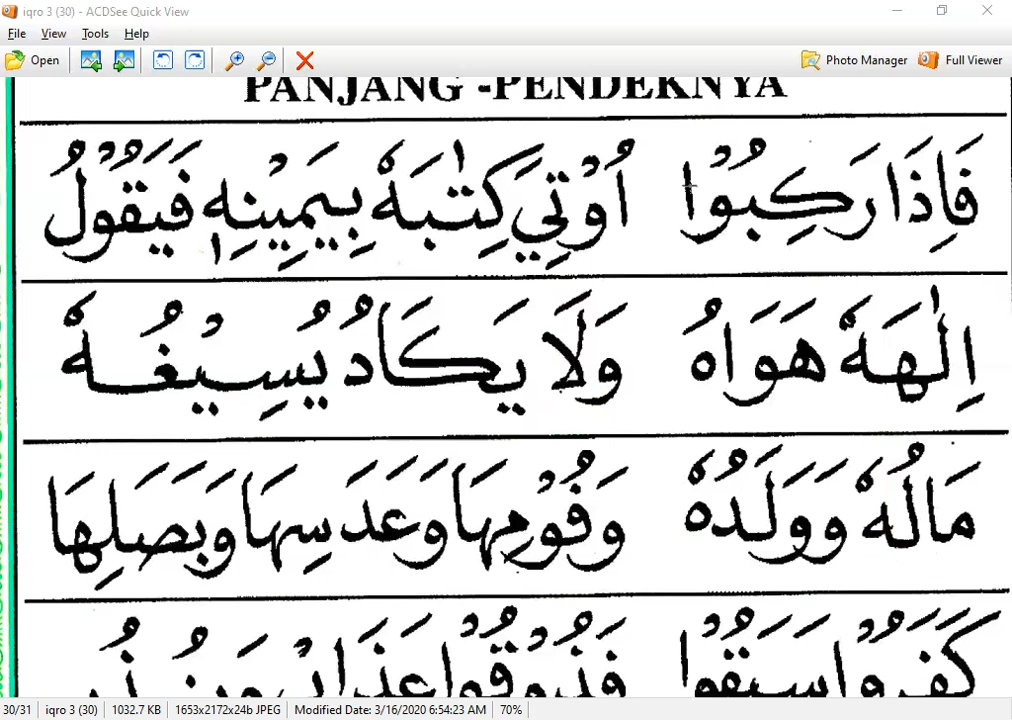 iqro 3 (30) - ACDSee Quick View
File View Tools Help
Open Photo Manager Full Viewer
PANJANG -PENDEKNYA
فَاِذَا رَكِبُوْا اُوْتِيَ كِتٰبَهٗ بِيَمِيْنِهٖ فَيَقُوْلُ
اِلٰهَهٗ هَوَاهُ وَلَا يَكَادُ يُسِيْغُهٗ
مَالُهٗ وَوَلَدُهٗ وَفُوْمِهَا وَعَدَسِهَا وَبَصَلِهَا
30/31 iqro 3 (30) 1032.7 KB 1653x2172x24b JPEG Modified Date: 3/16/2020 6:54:23 AM 70%